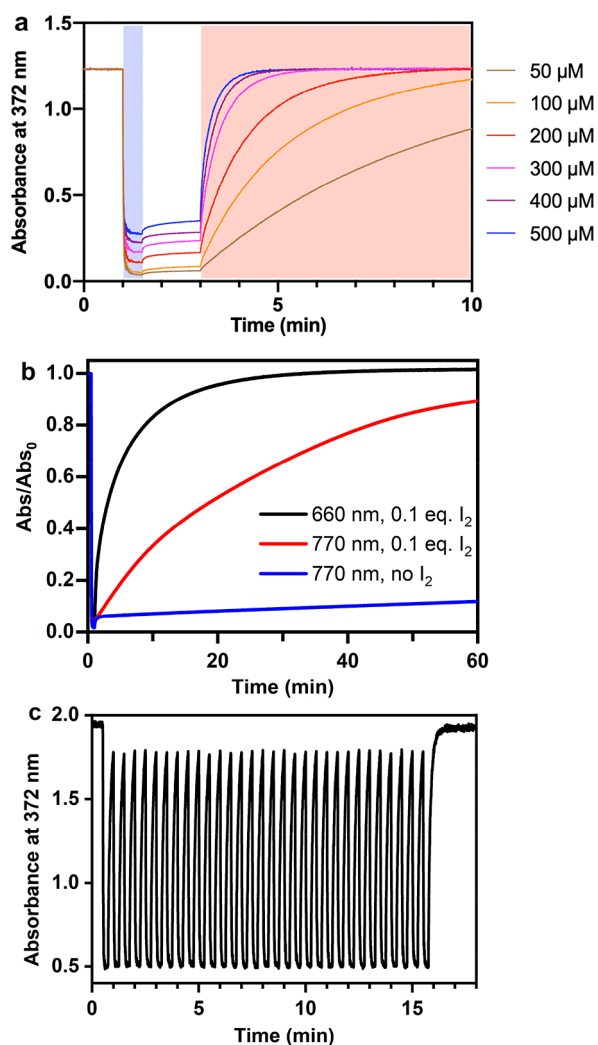 a
1.5
1.0
0.5
0.0
0
5
10
Absorbance at 372 nm
Time (min)
50 µM
100 µM
200 µM
300 µM
400 µM
500 µM
b
1.0
0.8
0.6
0.4
0.2
0.0
0
20
40
60
Abs/Abs₀
Time (min)
660 nm, 0.1 eq. I₂
770 nm, 0.1 eq. I₂
770 nm, no I₂
c
2.0
1.5
1.0
0.5
0
5
10
15
Absorbance at 372 nm
Time (min)